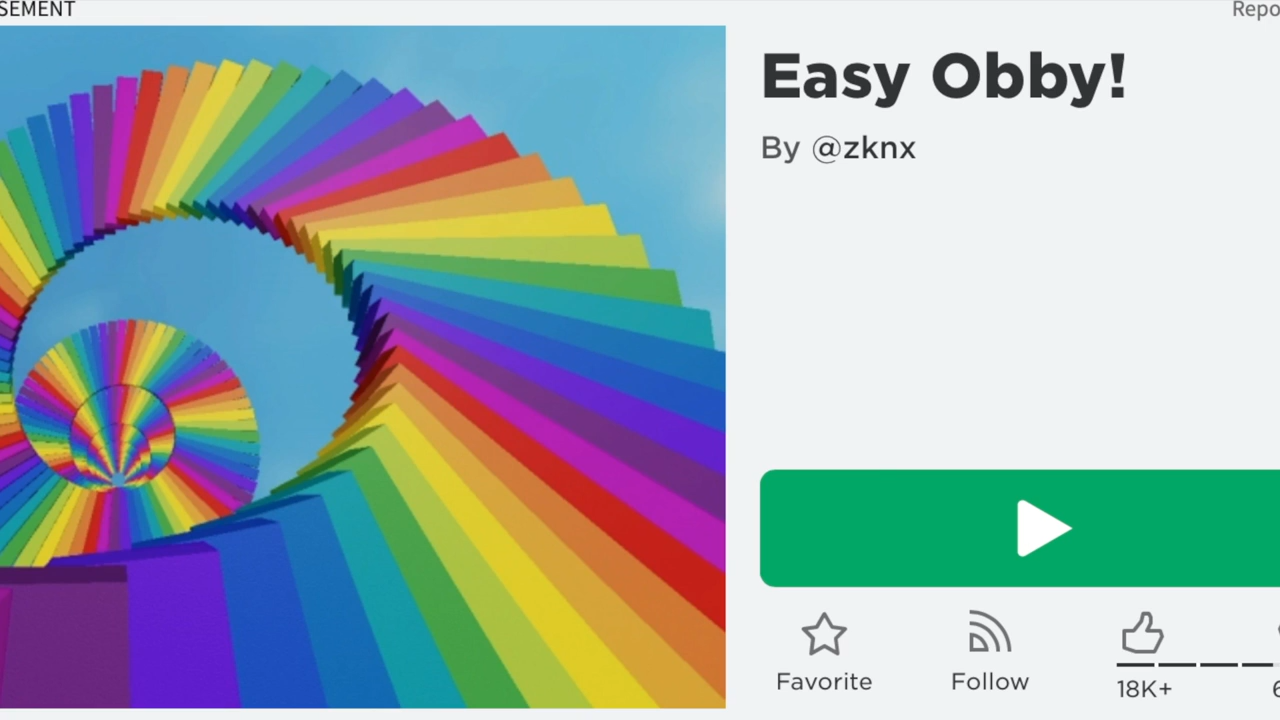 SEMENT
Repo
Easy Obby!
By @zknx
Favorite
Follow
18K+